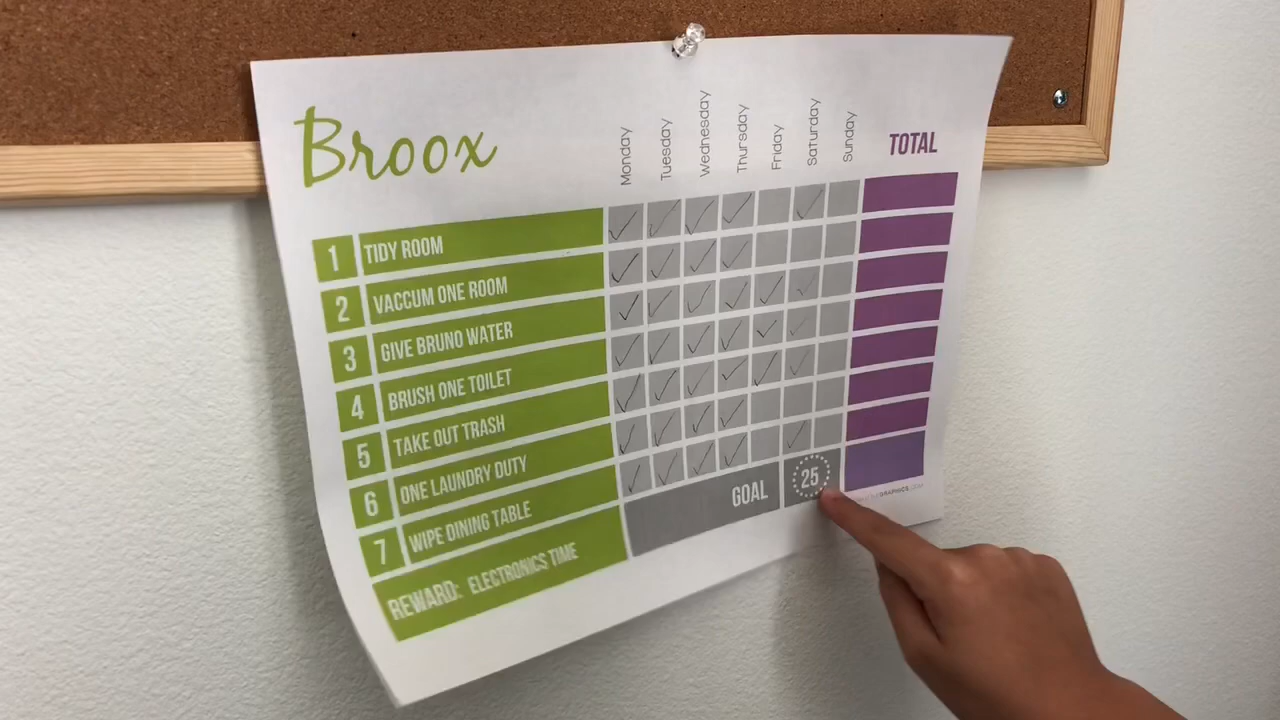 Broox
Monday
Tuesday
Wednesday
Thursday
Friday
Saturday
Sunday
TOTAL
1 TIDY ROOM
2 VACCUM ONE ROOM
3 GIVE BRUNO WATER
4 BRUSH ONE TOILET
5 TAKE OUT TRASH
6 ONE LAUNDRY DUTY
7 WIPE DINING TABLE
REWARD: ELECTRONICS TIME
GOAL 25